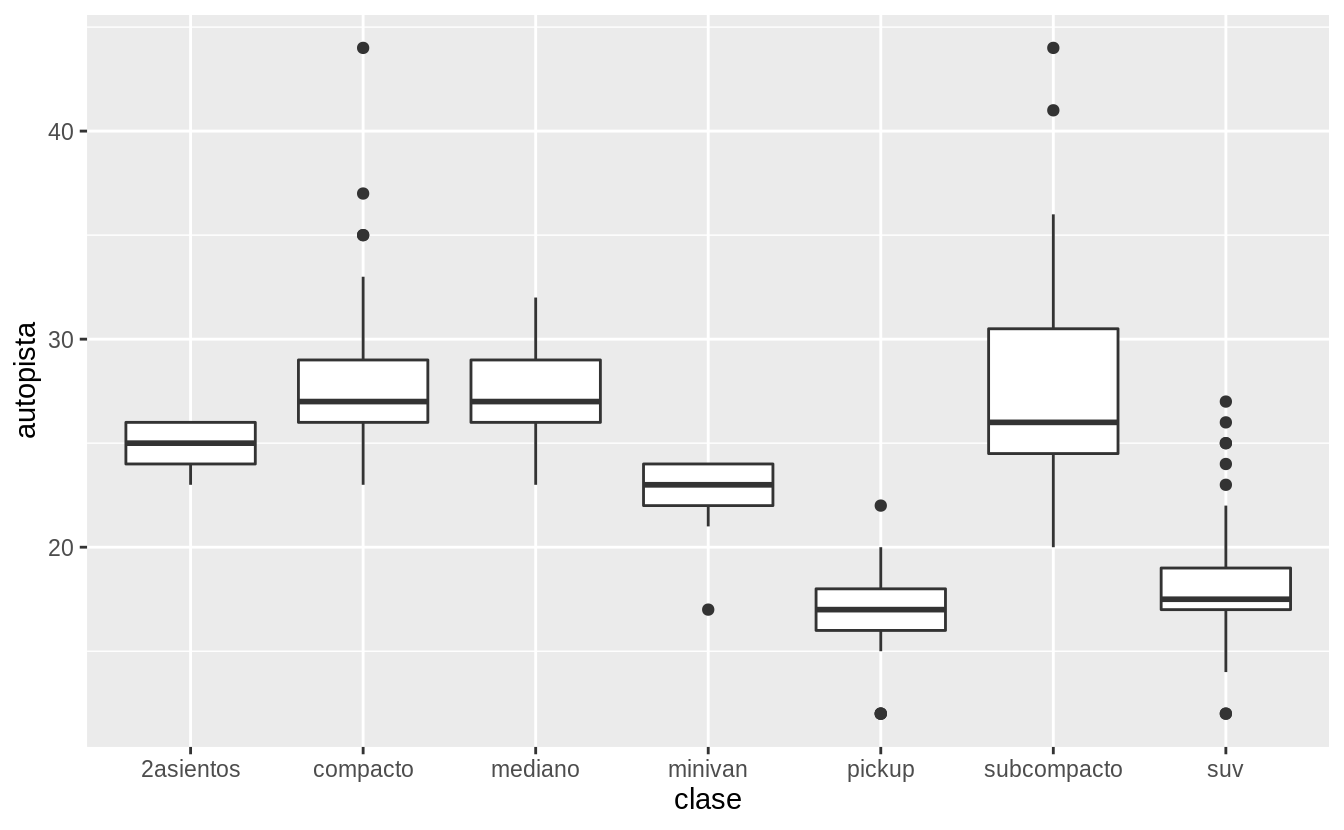 autopista
40
30
20
2asientos compacto mediano minivan pickup subcompacto suv
clase